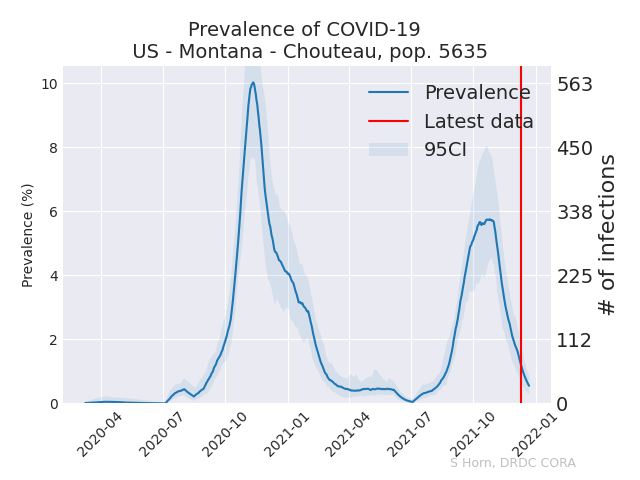 Prevalence of COVID-19
US - Montana - Chouteau, pop. 5635
Prevalence
Latest data
95CI
Prevalence (%)
10
8
6
4
2
0
563
450
338
225
112
0
# of infections
2020-04
2020-07
2020-10
2021-01
2021-04
2021-07
2021-10
2022-01
S Horn, DRDC CORA